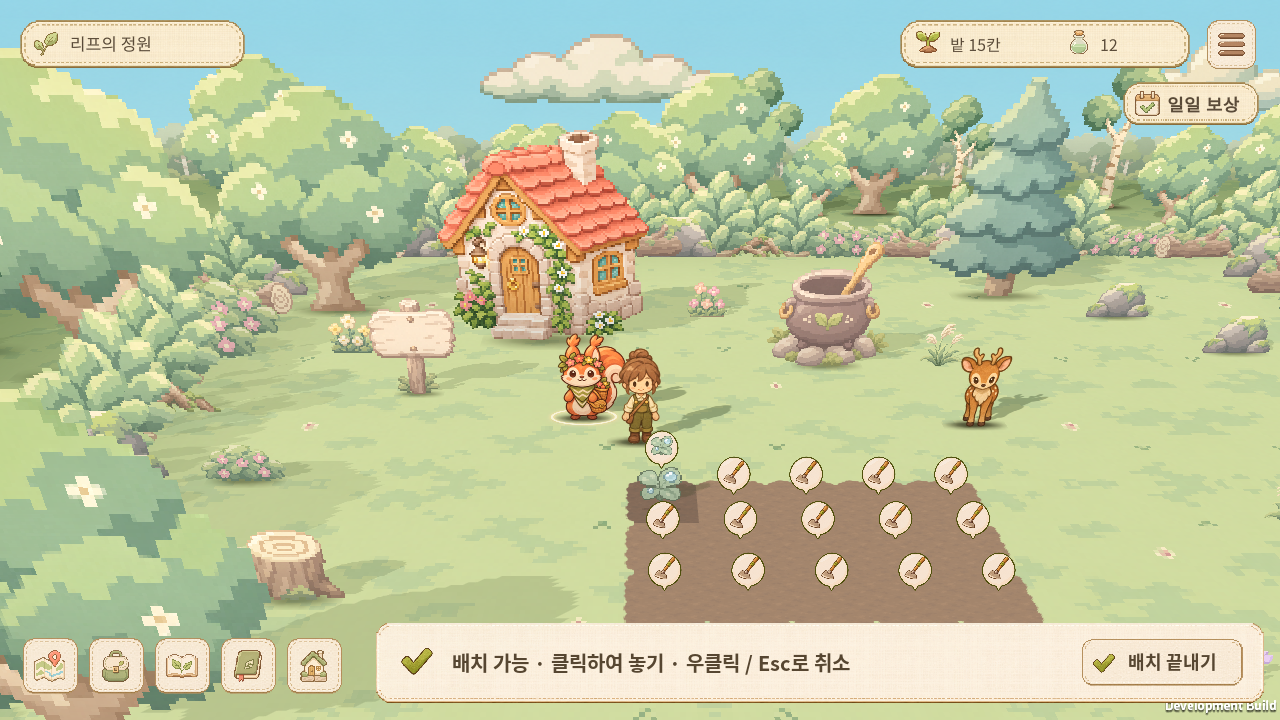 리프의 정원
밭 15칸
12
일일 보상
배치 가능 · 클릭하여 놓기 · 우클릭 / Esc로 취소
배치 끝내기
Development Build